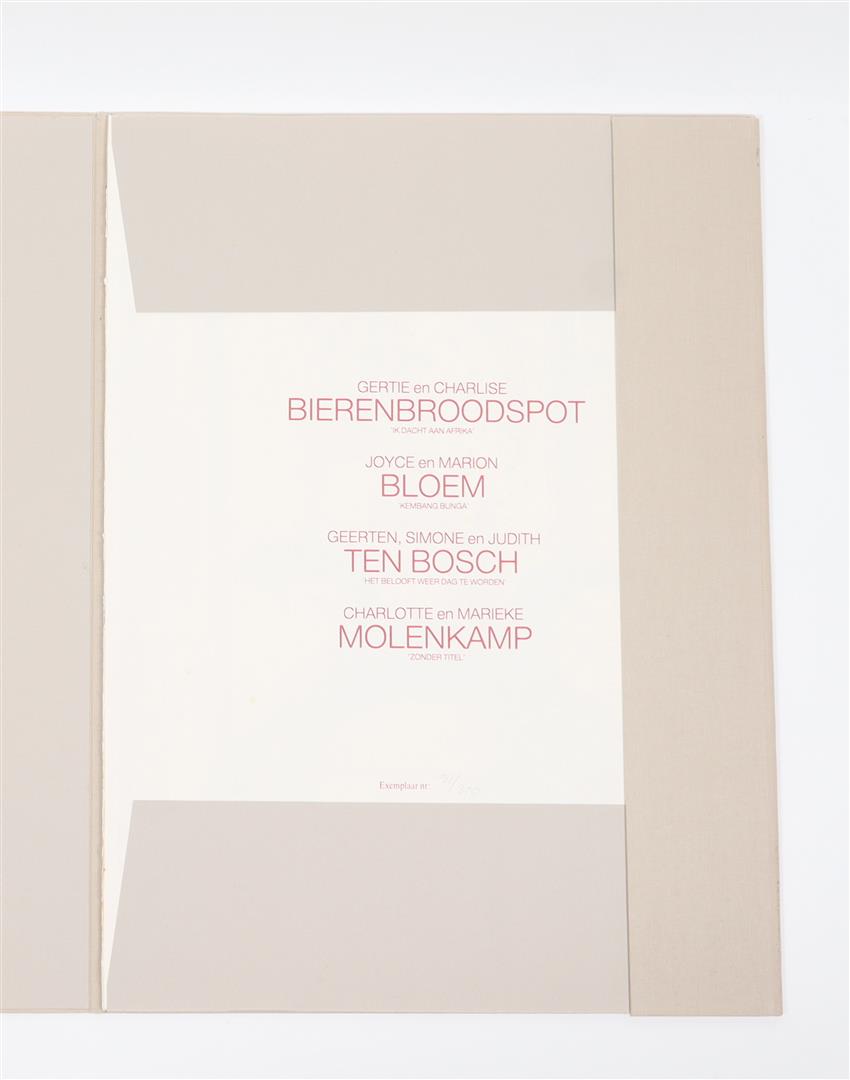 GERTIE en CHARLISE
BIERENBROODSPOT
'IK DACHT AAN AFRIKA'
JOYCE en MARION
BLOEM
'KEMBANG BUNGA'
GEERTEN, SIMONE en JUDITH
TEN BOSCH
'HET BELOOFT WEER DAG TE WORDEN'
CHARLOTTE en MARIEKE
MOLENKAMP
'ZONDER TITEL'
Exemplaar nr: